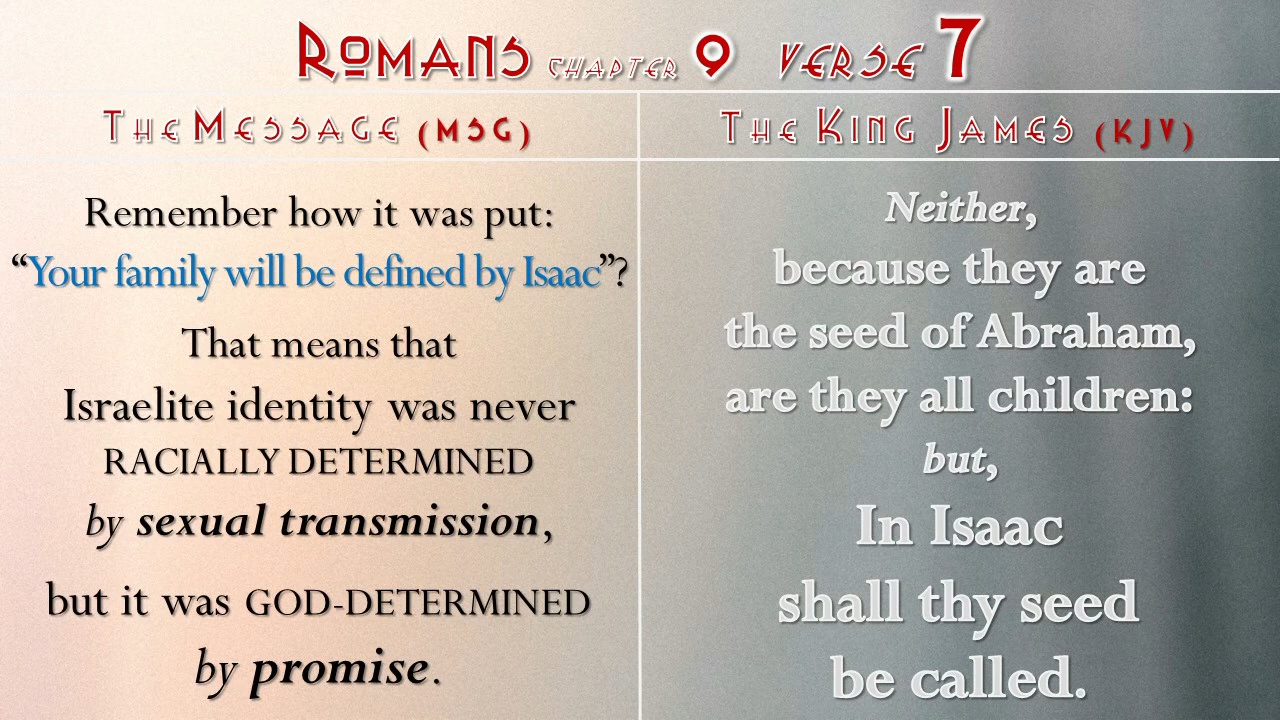 Romans chapter 9 verse 7
The Message (MSG)
Remember how it was put:
“Your family will be defined by Isaac”?
That means that
Israelite identity was never
RACIALLY DETERMINED
by sexual transmission,
but it was GOD-DETERMINED
by promise.
The King James (KJV)
Neither,
because they are
the seed of Abraham,
are they all children:
but,
In Isaac
shall thy seed
be called.